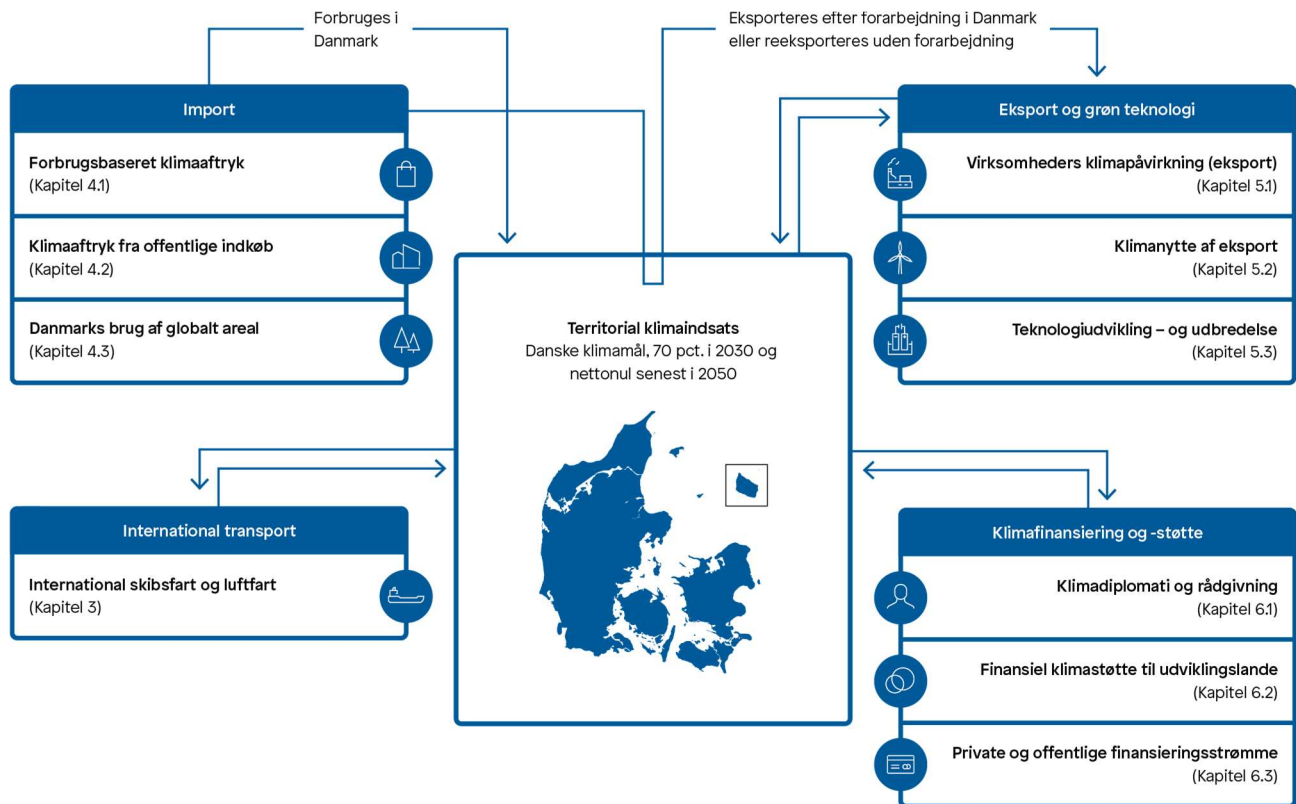 Forbruges i
Danmark
Eksporteres efter forarbejdning i Danmark
eller reeksporteres uden forarbejdning
Import
Forbrugsbaseret klimaaftryk
(Kapitel 4.1)
Klimaaftryk fra offentlige indkøb
(Kapitel 4.2)
Danmarks brug af globalt areal
(Kapitel 4.3)
Eksport og grøn teknologi
Virksomheders klimapåvirkning (eksport)
(Kapitel 5.1)
Klimanytte af eksport
(Kapitel 5.2)
Teknologiudvikling – og udbredelse
(Kapitel 5.3)
Territorial klimaindsats
Danske klimamål, 70 pct. i 2030 og
nettonul senest i 2050
International transport
International skibsfart og luftfart
(Kapitel 3)
Klimafinansiering og -støtte
Klimadiplomati og rådgivning
(Kapitel 6.1)
Finansiel klimastøtte til udviklingslande
(Kapitel 6.2)
Private og offentlige finansieringsstrømme
(Kapitel 6.3)